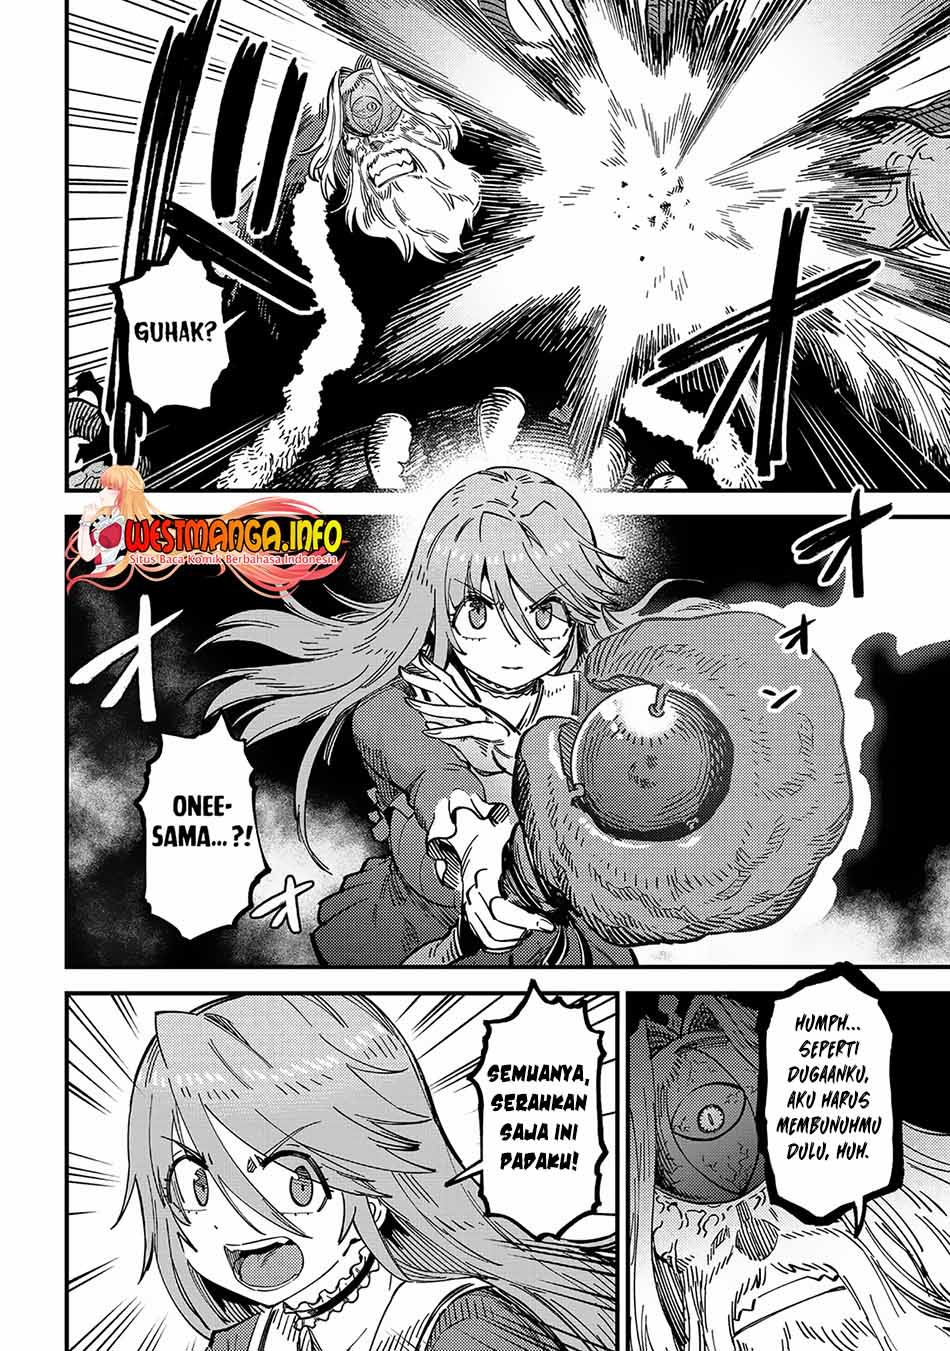 GUHAK?
WESTMANGA.INFO
Situs Baca Komik Berbahasa Indonesia
ONEE-
SAMA...?!
HUMPH...
SEPERTI
DUGAANKU,
AKU HARUS
MEMBUNUHMU
DULU, HUH.
SEMUANYA,
SERAHKAN
SAJA INI
PADAKU!